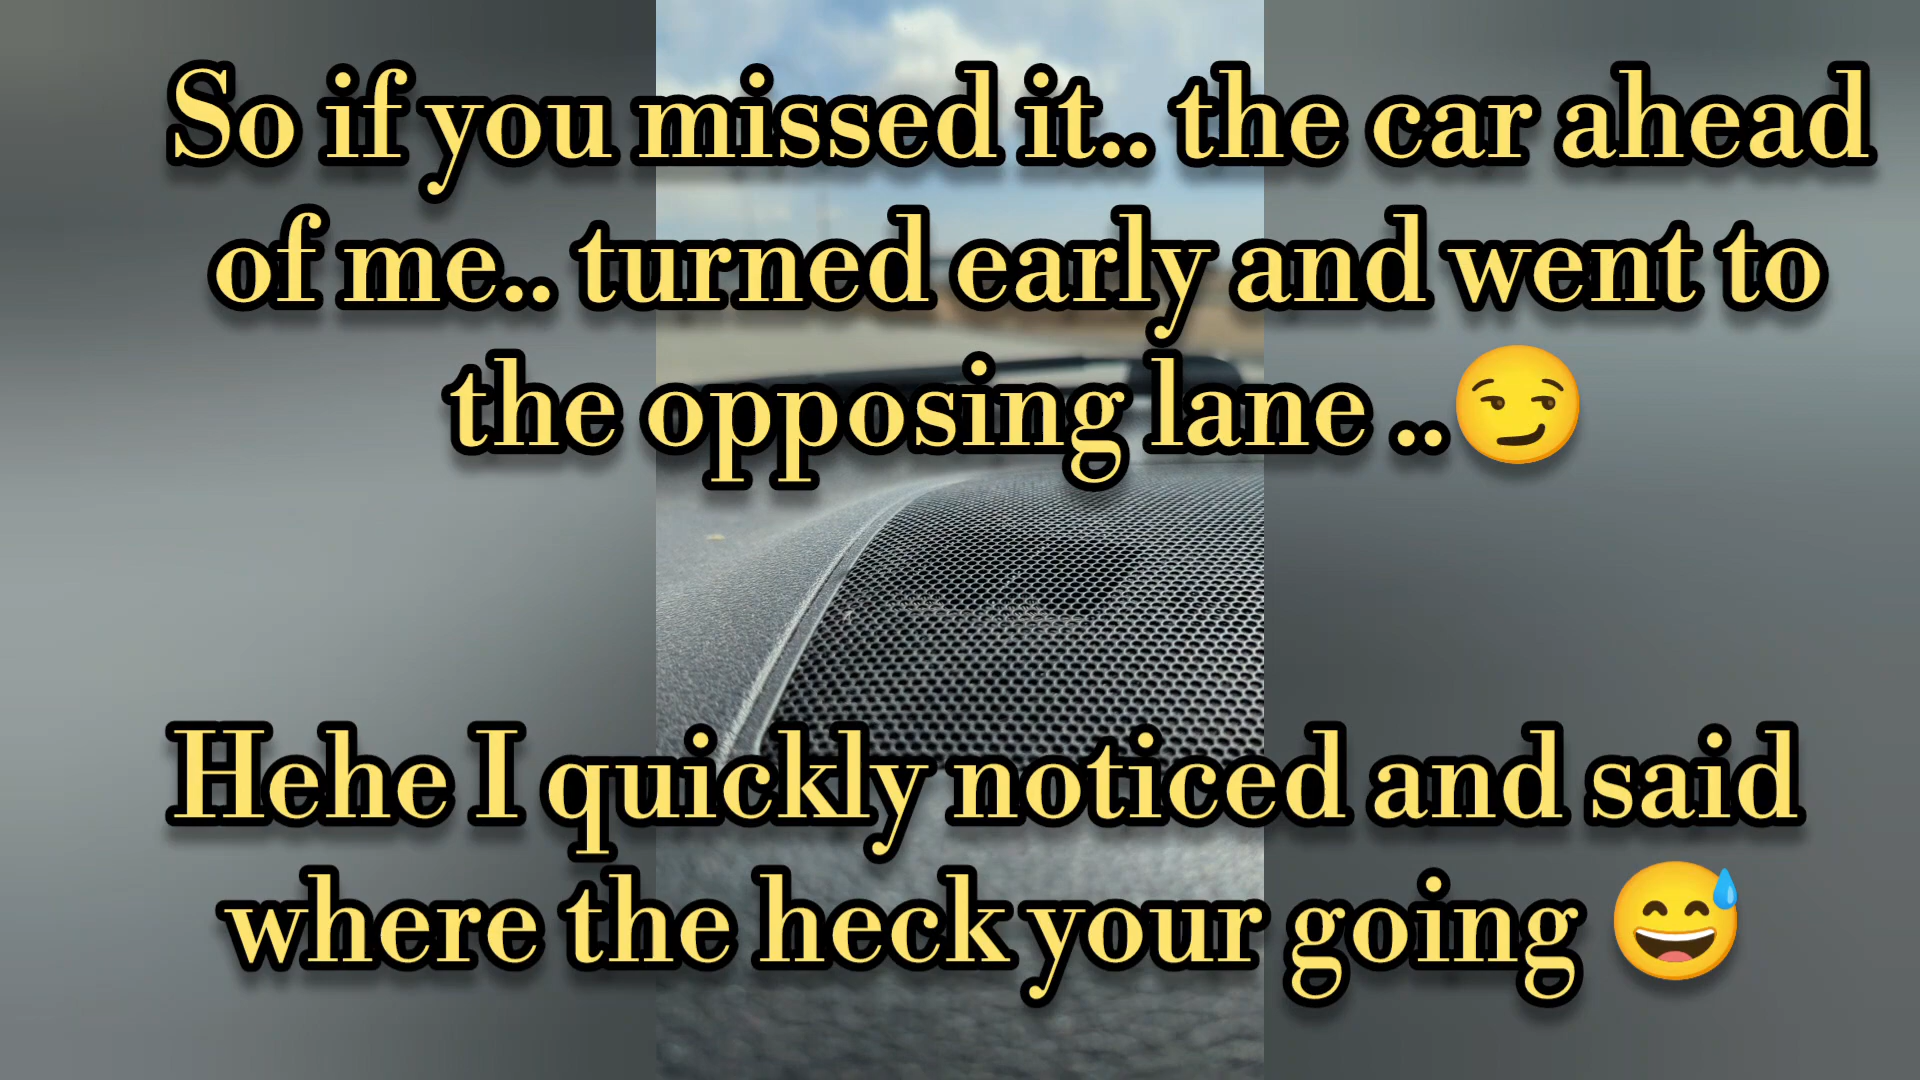 So if you missed it.. the car ahead
of me.. turned early and went to
the opposing lane ..😏
Hehe I quickly noticed and said
where the heck your going 😅